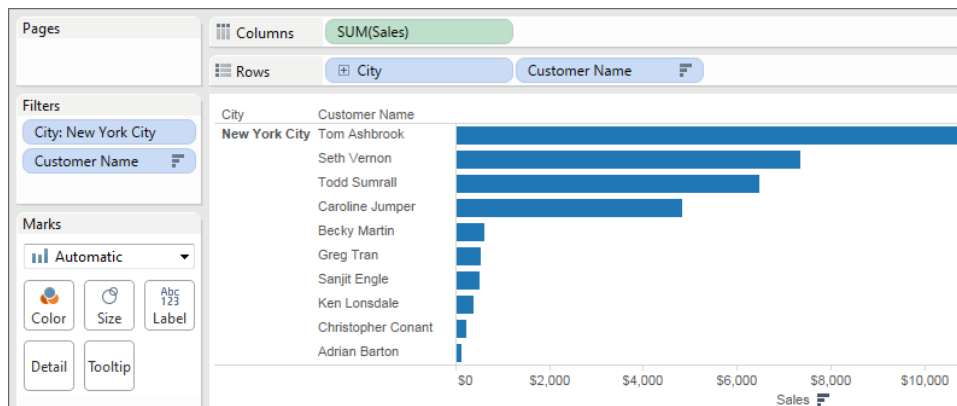 Pages
Columns
SUM(Sales)
Rows
City
Customer Name
Filters
City: New York City
Customer Name
Marks
Automatic
Color
Size
Abc
123
Label
Detail
Tooltip
City Customer Name
New York City Tom Ashbrook
Seth Vernon
Todd Sumrall
Caroline Jumper
Becky Martin
Greg Tran
Sanjit Engle
Ken Lonsdale
Christopher Conant
Adrian Barton
$0 $2,000 $4,000 $6,000 $8,000 $10,000
Sales